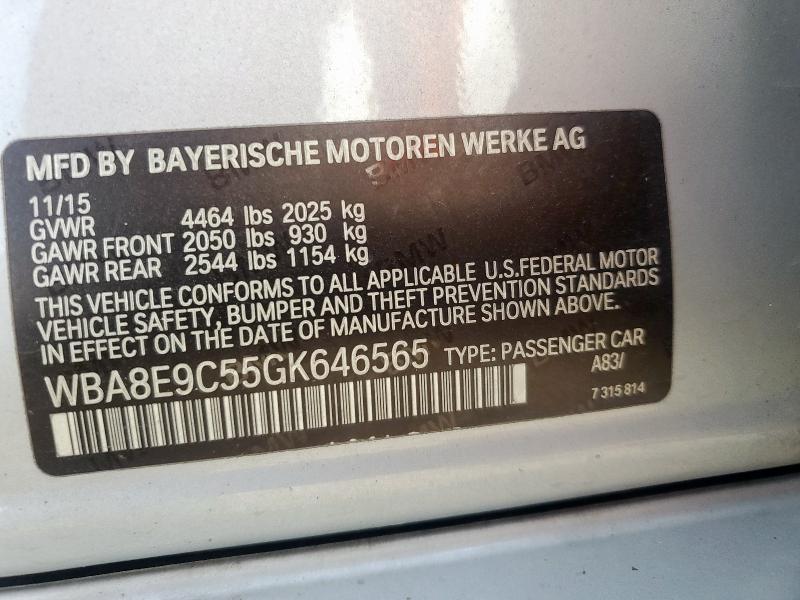 MFD BY BAYERISCHE MOTOREN WERKE AG
11/15
GVWR 4464 lbs 2025 kg
GAWR FRONT 2050 lbs 930 kg
GAWR REAR 2544 lbs 1154 kg
THIS VEHICLE CONFORMS TO ALL APPLICABLE U.S.FEDERAL MOTOR
VEHICLE SAFETY, BUMPER AND THEFT PREVENTION STANDARDS
IN EFFECT ON THE DATE OF MANUFACTURE SHOWN ABOVE.
WBA8E9C55GK646565 TYPE: PASSENGER CAR
A83/
7 315 814